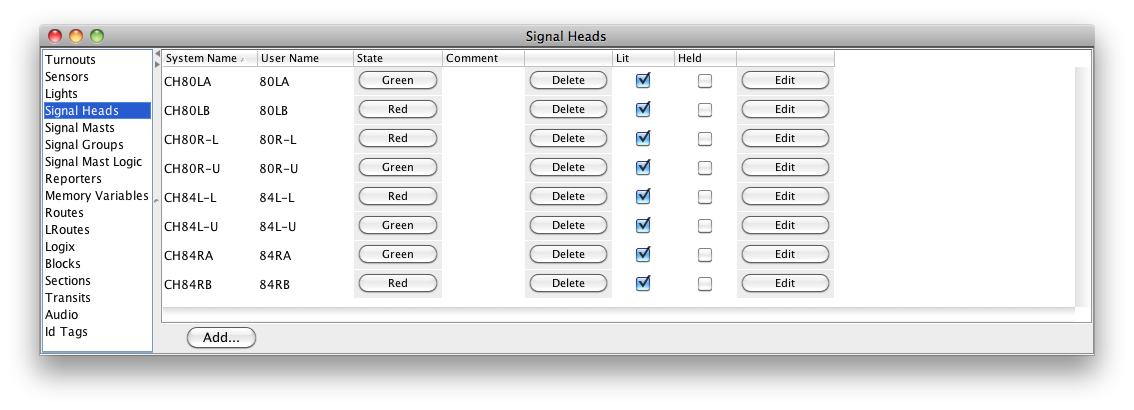 Signal Heads
Turnouts
Sensors
Lights
Signal Heads
Signal Masts
Signal Groups
Signal Mast Logic
Reporters
Memory Variables
Routes
LRoutes
Logix
Blocks
Sections
Transits
Audio
Id Tags
System Name User Name State Comment Lit Held
CH80LA 80LA Green Delete Edit
CH80LB 80LB Red Delete Edit
CH80R-L 80R-L Red Delete Edit
CH80R-U 80R-U Green Delete Edit
CH84L-L 84L-L Red Delete Edit
CH84L-U 84L-U Green Delete Edit
CH84RA 84RA Green Delete Edit
CH84RB 84RB Red Delete Edit
Add...